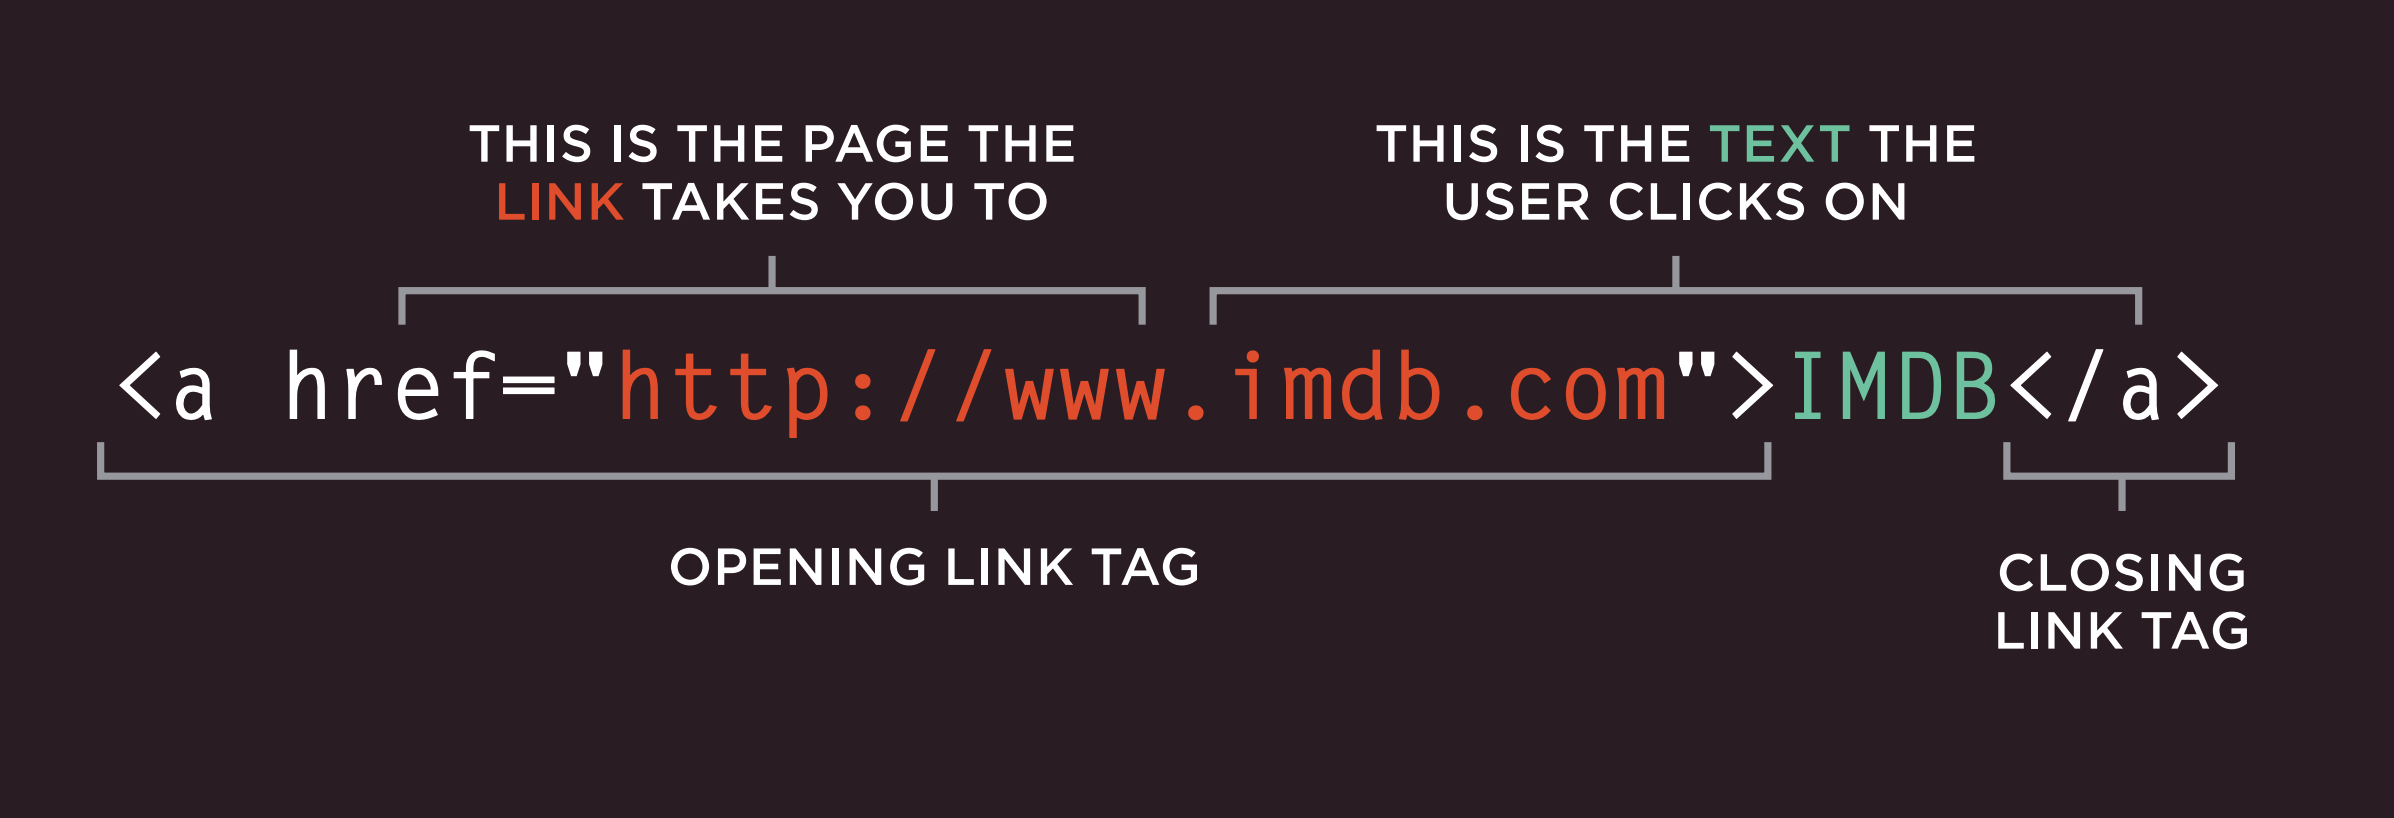 THIS IS THE PAGE THE
LINK TAKES YOU TO
THIS IS THE TEXT THE
USER CLICKS ON
<a href="http://www.imdb.com">IMDB</a>
OPENING LINK TAG
CLOSING
LINK TAG